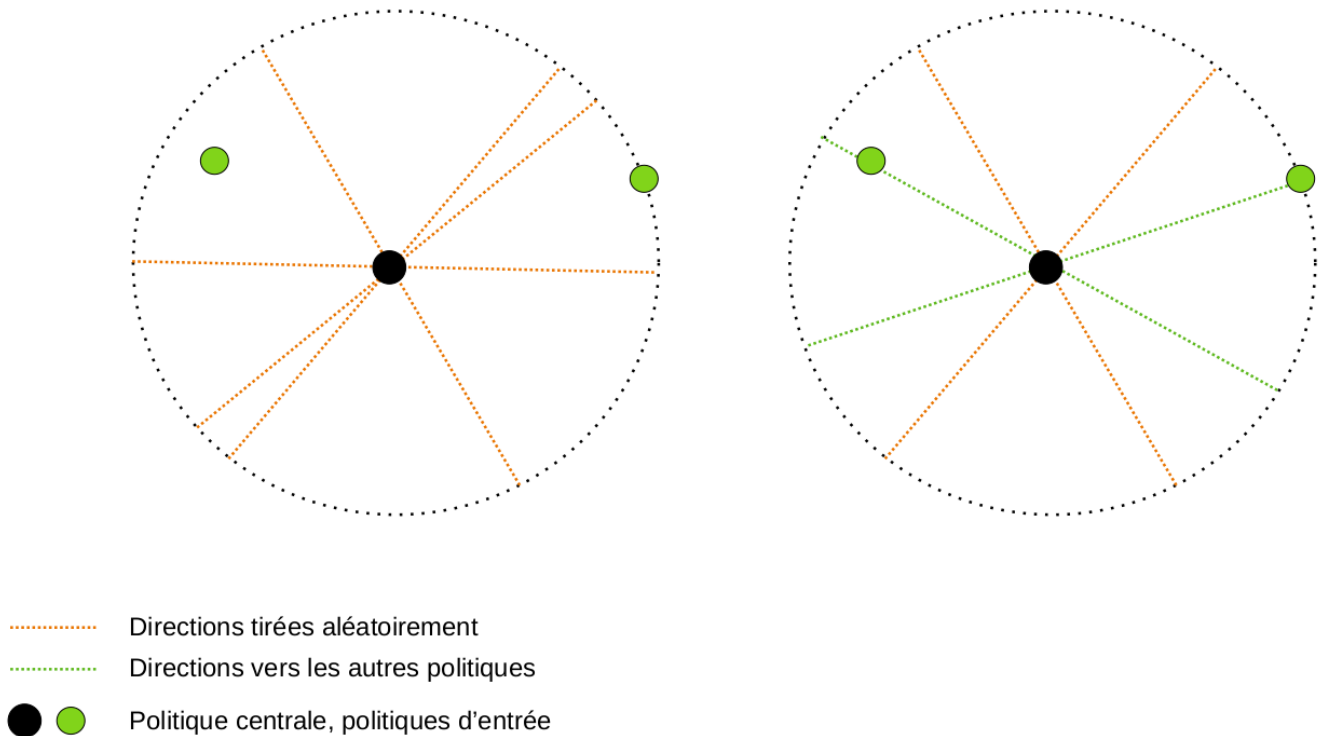 Directions tirées aléatoirement
Directions vers les autres politiques
Politique centrale, politiques d'entrée